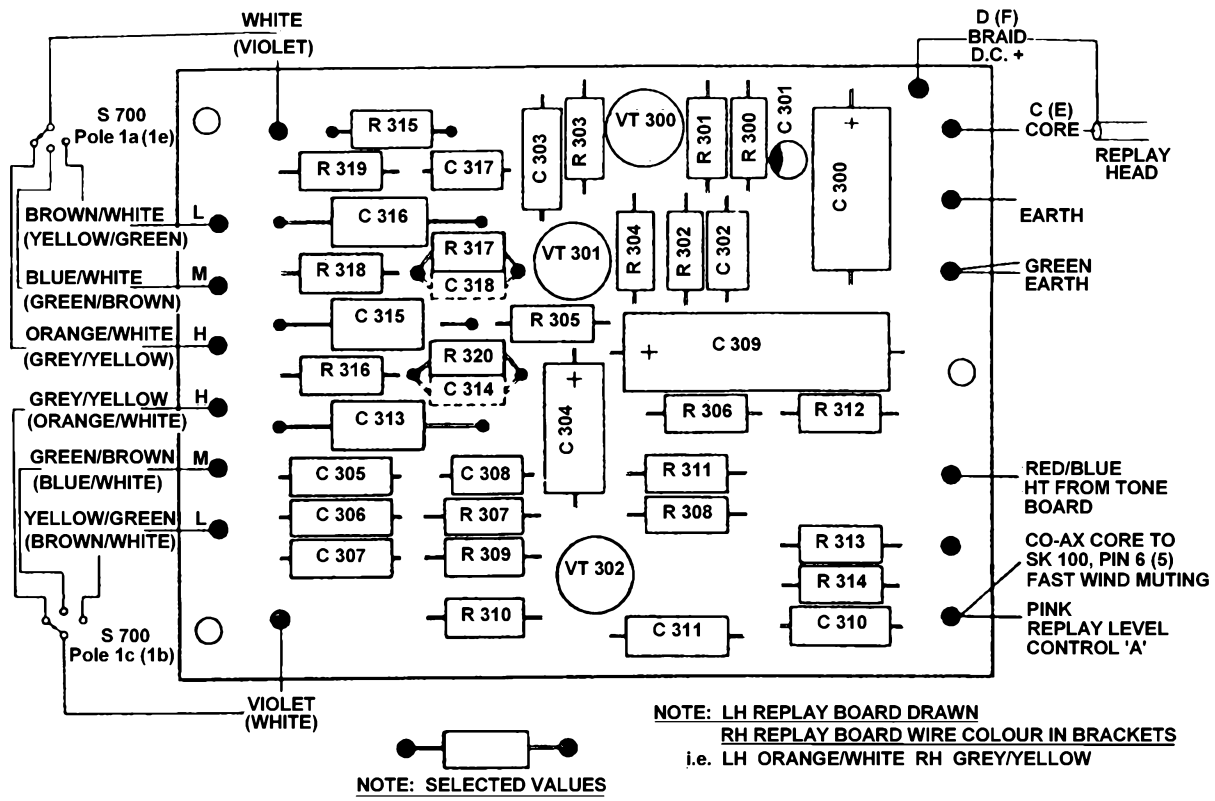 WHITE
(VIOLET)
D (F)
BRAID
D.C. +
S 700
Pole 1a (1e)
C (E)
CORE
REPLAY
HEAD
EARTH
GREEN
EARTH
BROWN/WHITE L
(YELLOW/GREEN)
BLUE/WHITE M
(GREEN/BROWN)
ORANGE/WHITE H
(GREY/YELLOW)
GREY/YELLOW H
(ORANGE/WHITE)
GREEN/BROWN M
(BLUE/WHITE)
YELLOW/GREEN L
(BROWN/WHITE)
S 700
Pole 1c (1b)
VIOLET
(WHITE)
R 315
R 319
C 317
C 316
R 317
C 318
R 318
C 315
R 320
C 314
R 316
C 313
C 305
C 308
C 306
R 307
C 307
R 309
R 310
C 303
R 303
VT 300
R 301
R 300
C 301
+
C 300
VT 301
R 304
R 302
C 302
R 305
+
C 309
+
C 304
R 306
R 312
R 311
R 308
VT 302
R 313
R 314
C 310
C 311
RED/BLUE
HT FROM TONE
BOARD
CO-AX CORE TO
SK 100, PIN 6 (5)
FAST WIND MUTING
PINK
REPLAY LEVEL
CONTROL 'A'
NOTE: SELECTED VALUES
NOTE: LH REPLAY BOARD DRAWN
RH REPLAY BOARD WIRE COLOUR IN BRACKETS
i.e. LH ORANGE/WHITE RH GREY/YELLOW